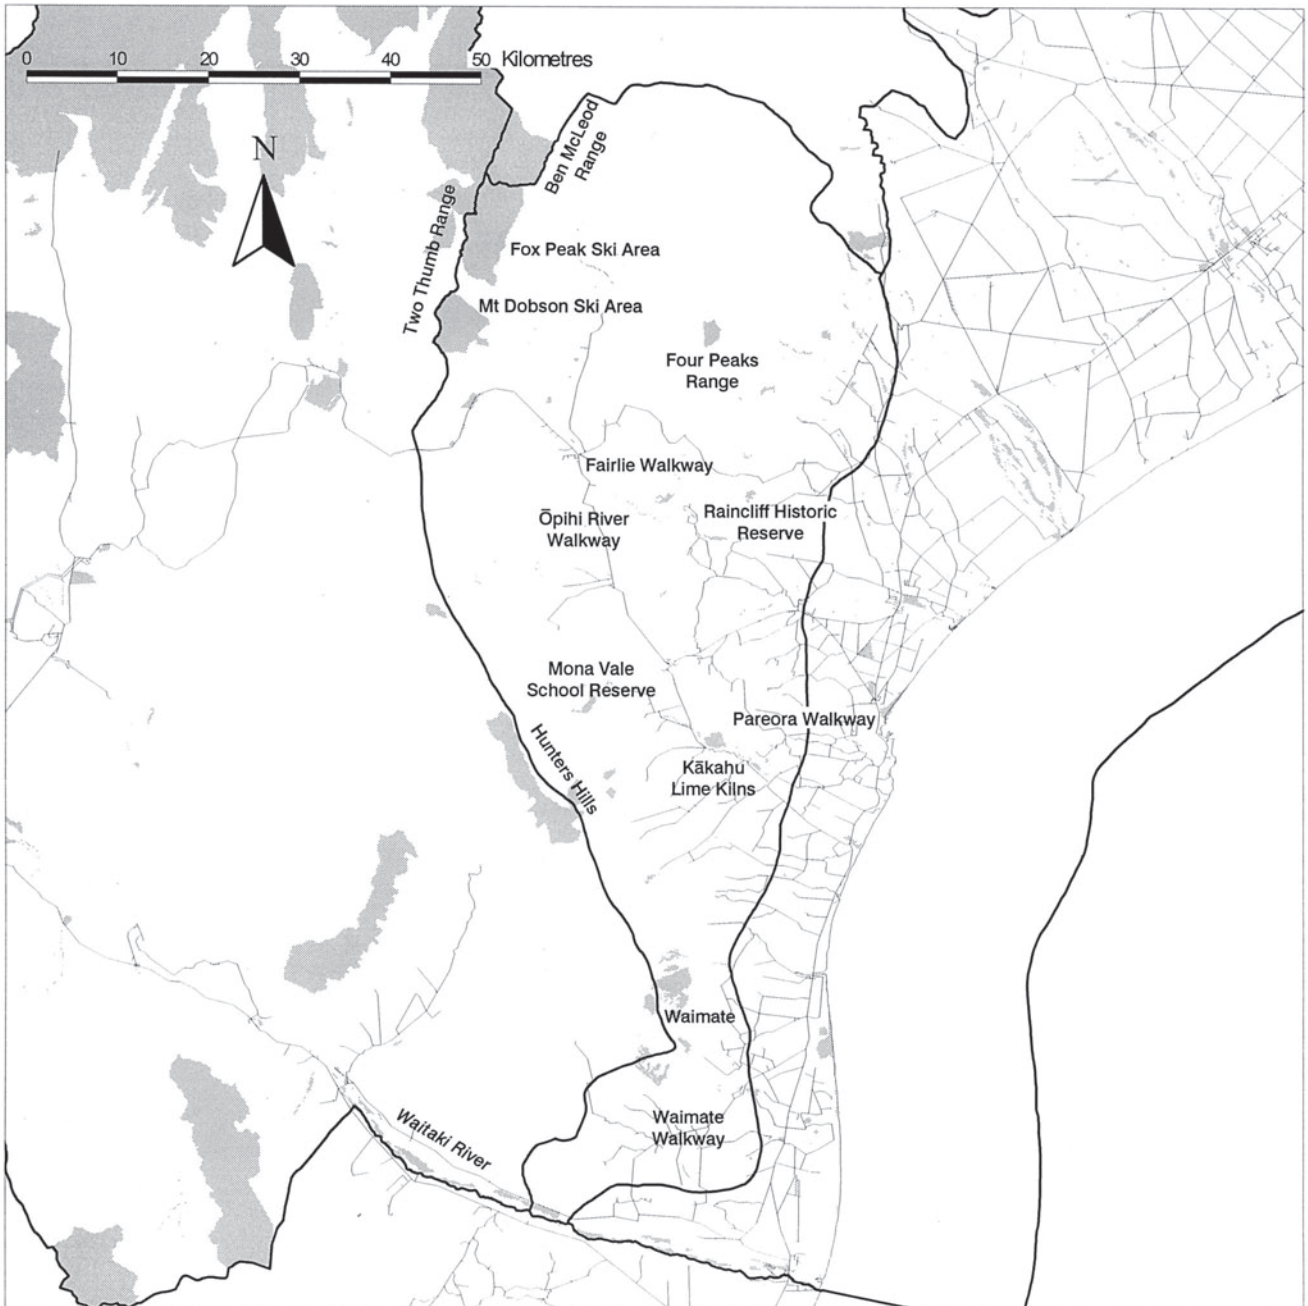 0 10 20 30 40 50 Kilometres
N
Ben McLeod
Range
Two Thumb Range
Fox Peak Ski Area
Mt Dobson Ski Area
Four Peaks
Range
Fairlie Walkway
Ōpihi River
Walkway
Raincliff Historic
Reserve
Mona Vale
School Reserve
Pareora Walkway
Hunters Hills
Kākahu
Lime Kilns
Waimate
Waimate
Walkway
Waitaki River